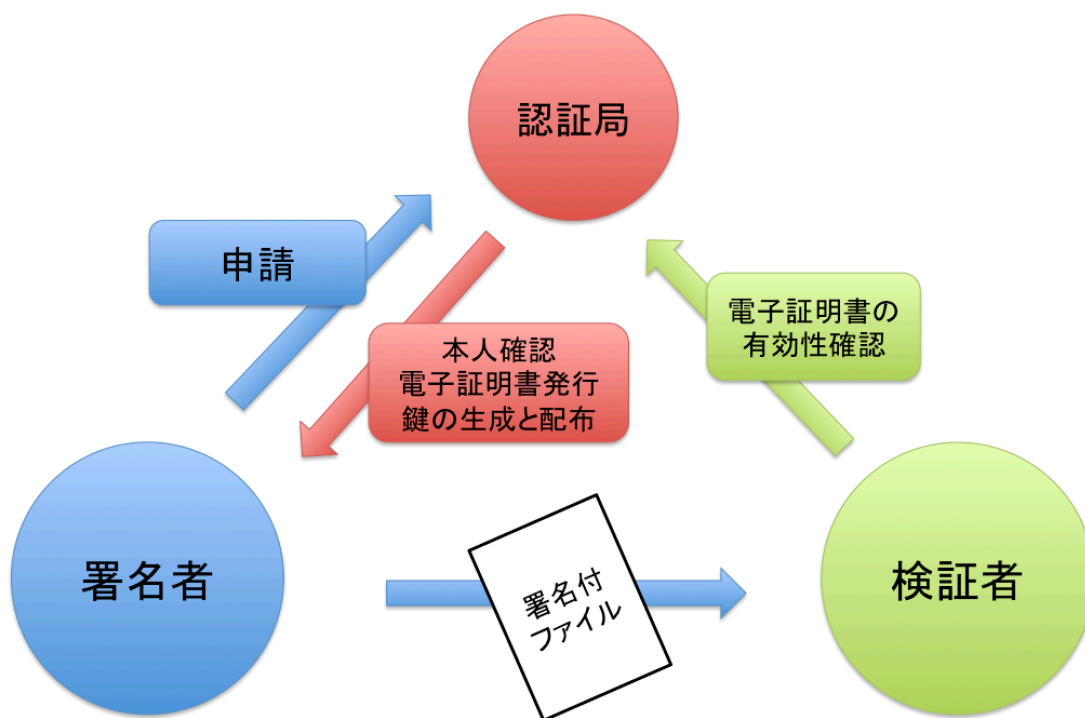 認証局
申請
本人確認
電子証明書発行
鍵の生成と配布
電子証明書の
有効性確認
署名者
署名付
ファイル
検証者